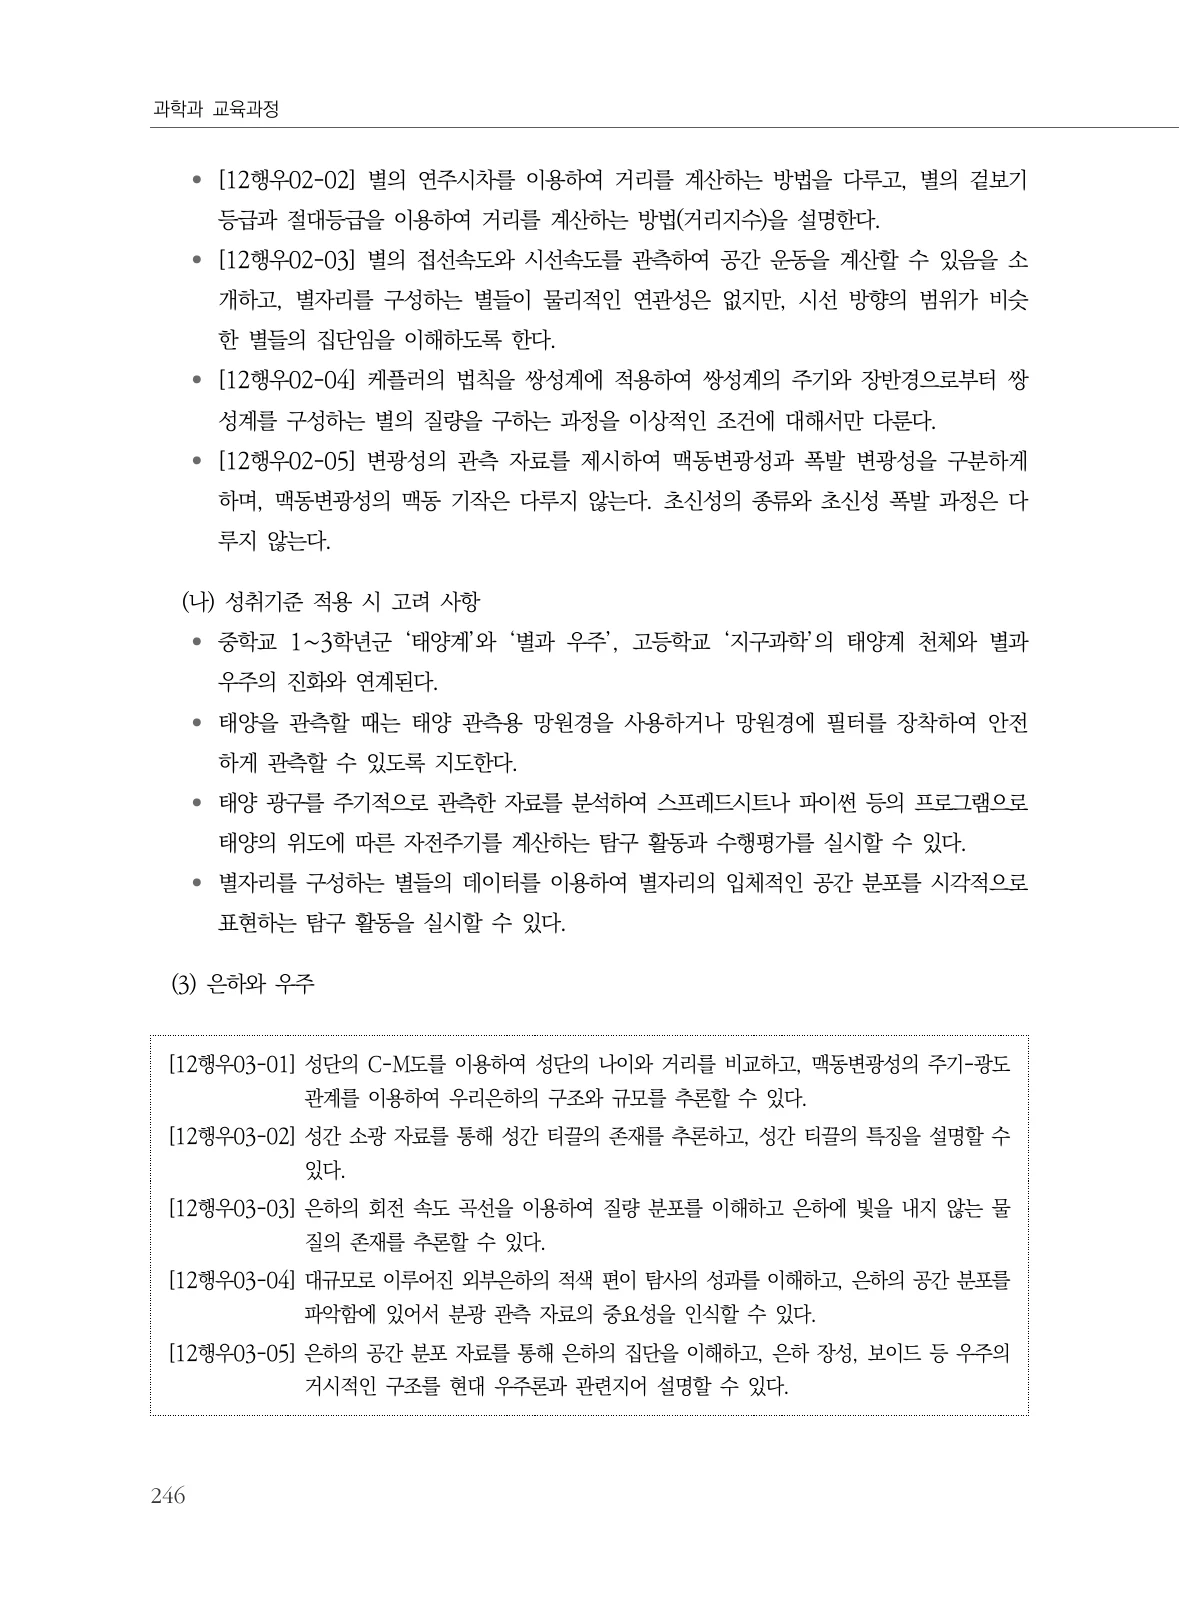 과학과 교육과정
• [12행우02-02] 별의 연주시차를 이용하여 거리를 계산하는 방법을 다루고, 별의 겉보기
등급과 절대등급을 이용하여 거리를 계산하는 방법(거리지수)을 설명한다.
• [12행우02-03] 별의 접선속도와 시선속도를 관측하여 공간 운동을 계산할 수 있음을 소
개하고, 별자리를 구성하는 별들이 물리적인 연관성은 없지만, 시선 방향의 범위가 비슷
한 별들의 집단임을 이해하도록 한다.
• [12행우02-04] 케플러의 법칙을 쌍성계에 적용하여 쌍성계의 주기와 장반경으로부터 쌍
성계를 구성하는 별의 질량을 구하는 과정을 이상적인 조건에 대해서만 다룬다.
• [12행우02-05] 변광성의 관측 자료를 제시하여 맥동변광성과 폭발 변광성을 구분하게
하며, 맥동변광성의 맥동 기작은 다루지 않는다. 초신성의 종류와 초신성 폭발 과정은 다
루지 않는다.
(나) 성취기준 적용 시 고려 사항
• 중학교 1~3학년군 ‘태양계’와 ‘별과 우주’, 고등학교 ‘지구과학’의 태양계 천체와 별과
우주의 진화와 연계된다.
• 태양을 관측할 때는 태양 관측용 망원경을 사용하거나 망원경에 필터를 장착하여 안전
하게 관측할 수 있도록 지도한다.
• 태양 광구를 주기적으로 관측한 자료를 분석하여 스프레드시트나 파이썬 등의 프로그램으로
태양의 위도에 따른 자전주기를 계산하는 탐구 활동과 수행평가를 실시할 수 있다.
• 별자리를 구성하는 별들의 데이터를 이용하여 별자리의 입체적인 공간 분포를 시각적으로
표현하는 탐구 활동을 실시할 수 있다.
(3) 은하와 우주
[12행우03-01] 성단의 C-M도를 이용하여 성단의 나이와 거리를 비교하고, 맥동변광성의 주기-광도
관계를 이용하여 우리은하의 구조와 규모를 추론할 수 있다.
[12행우03-02] 성간 소광 자료를 통해 성간 티끌의 존재를 추론하고, 성간 티끌의 특징을 설명할 수
있다.
[12행우03-03] 은하의 회전 속도 곡선을 이용하여 질량 분포를 이해하고 은하에 빛을 내지 않는 물
질의 존재를 추론할 수 있다.
[12행우03-04] 대규모로 이루어진 외부은하의 적색 편이 탐사의 성과를 이해하고, 은하의 공간 분포를
파악함에 있어서 분광 관측 자료의 중요성을 인식할 수 있다.
[12행우03-05] 은하의 공간 분포 자료를 통해 은하의 집단을 이해하고, 은하 장성, 보이드 등 우주의
거시적인 구조를 현대 우주론과 관련지어 설명할 수 있다.
246